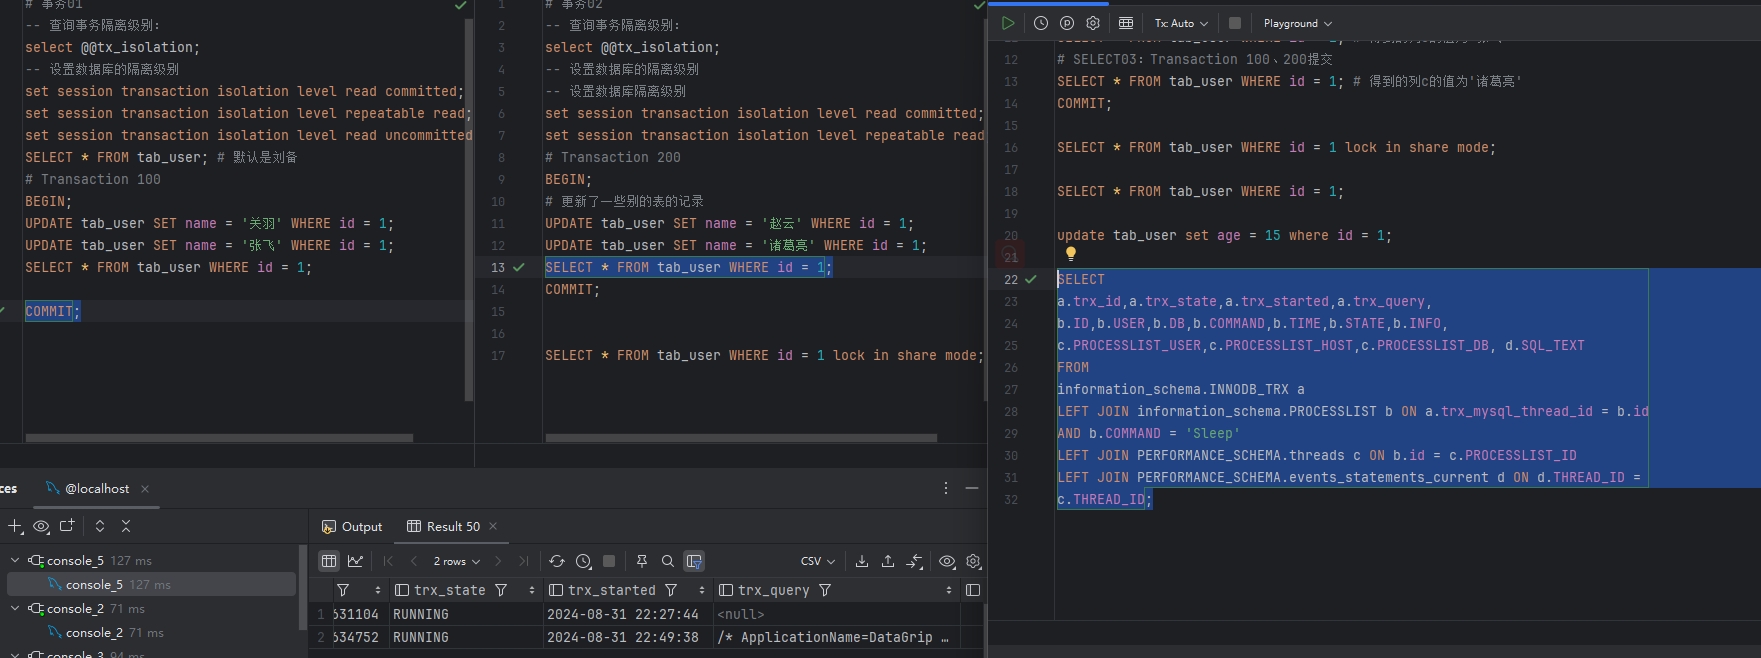 # 事务01
-- 查询事务隔离级别:
select @@tx_isolation;
-- 设置数据库的隔离级别
set session transaction isolation level read committed;
set session transaction isolation level repeatable read;
set session transaction isolation level read uncommitted
SELECT * FROM tab_user; # 默认是刘备
# Transaction 100
BEGIN;
UPDATE tab_user SET name = '关羽' WHERE id = 1;
UPDATE tab_user SET name = '张飞' WHERE id = 1;
SELECT * FROM tab_user WHERE id = 1;
COMMIT;
1 # 事务02
2 -- 查询事务隔离级别:
3 select @@tx_isolation;
4 -- 设置数据库的隔离级别
5 -- 设置数据库隔离级别
6 set session transaction isolation level read committed;
7 set session transaction isolation level repeatable read
8 # Transaction 200
9 BEGIN;
10 # 更新了一些别的表的记录
11 UPDATE tab_user SET name = '赵云' WHERE id = 1;
12 UPDATE tab_user SET name = '诸葛亮' WHERE id = 1;
13 SELECT * FROM tab_user WHERE id = 1;
14 COMMIT;
15
16
17 SELECT * FROM tab_user WHERE id = 1 lock in share mode;
Tx: Auto Playground
12 # SELECT03：Transaction 100、200提交
13 SELECT * FROM tab_user WHERE id = 1; # 得到的列c的值为'诸葛亮'
14 COMMIT;
15
16 SELECT * FROM tab_user WHERE id = 1 lock in share mode;
17
18 SELECT * FROM tab_user WHERE id = 1;
19
20 update tab_user set age = 15 where id = 1;
21
22 SELECT
23 a.trx_id,a.trx_state,a.trx_started,a.trx_query,
24 b.ID,b.USER,b.DB,b.COMMAND,b.TIME,b.STATE,b.INFO,
25 c.PROCESSLIST_USER,c.PROCESSLIST_HOST,c.PROCESSLIST_DB, d.SQL_TEXT
26 FROM
27 information_schema.INNODB_TRX a
28 LEFT JOIN information_schema.PROCESSLIST b ON a.trx_mysql_thread_id = b.id
29 AND b.COMMAND = 'Sleep'
30 LEFT JOIN PERFORMANCE_SCHEMA.threads c ON b.id = c.PROCESSLIST_ID
31 LEFT JOIN PERFORMANCE_SCHEMA.events_statements_current d ON d.THREAD_ID =
32 c.THREAD_ID;
ces @localhost
Output Result 50
2 rows CSV
console_5 127 ms
console_5 127 ms
console_2 71 ms
console_2 71 ms
console_3 94 ms
trx_state trx_started trx_query
1 631104 RUNNING 2024-08-31 22:27:44 <null>
2 634752 RUNNING 2024-08-31 22:49:38 /* ApplicationName=DataGrip …